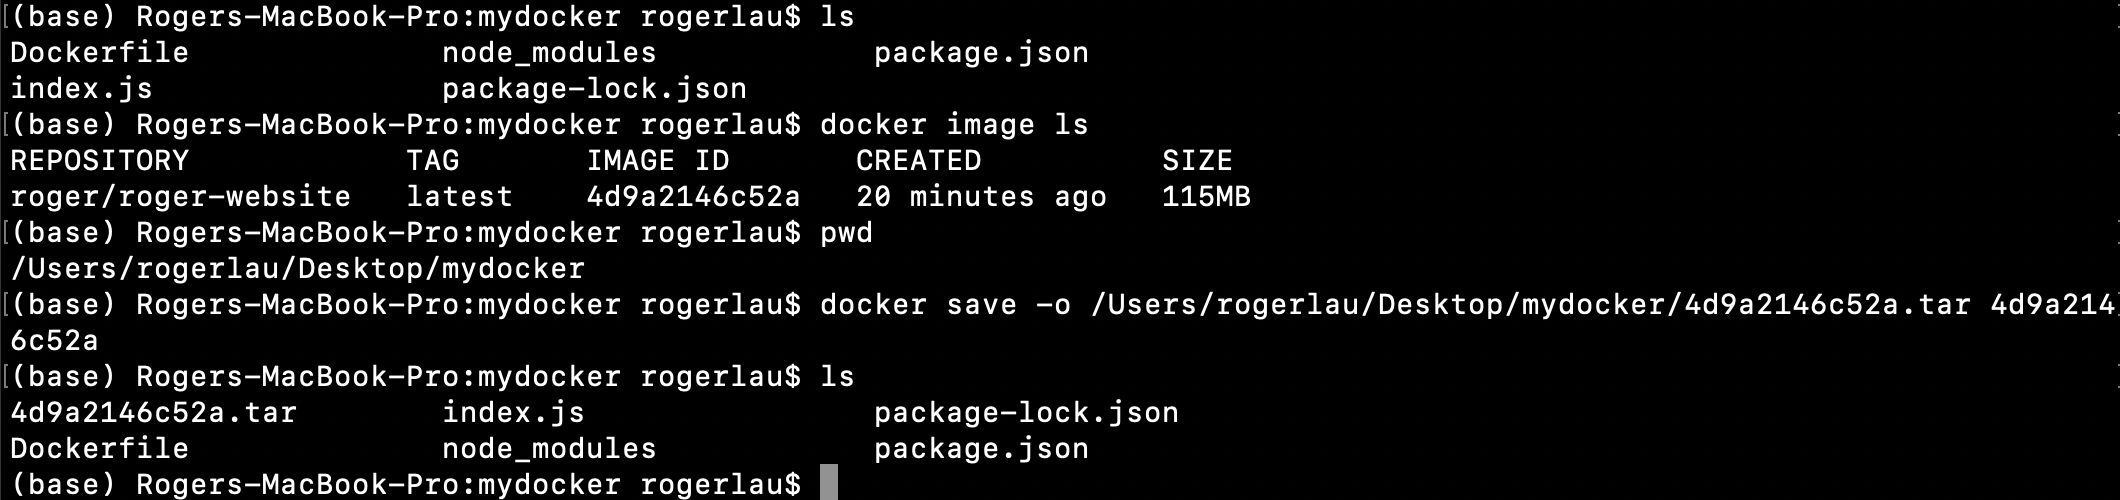 (base) Rogers-MacBook-Pro:mydocker rogerlau$ ls
Dockerfile node_modules package.json
index.js package-lock.json
(base) Rogers-MacBook-Pro:mydocker rogerlau$ docker image ls
REPOSITORY TAG IMAGE ID CREATED SIZE
roger/roger-website latest 4d9a2146c52a 20 minutes ago 115MB
(base) Rogers-MacBook-Pro:mydocker rogerlau$ pwd
/Users/rogerlau/Desktop/mydocker
(base) Rogers-MacBook-Pro:mydocker rogerlau$ docker save -o /Users/rogerlau/Desktop/mydocker/4d9a2146c52a.tar 4d9a214
6c52a
(base) Rogers-MacBook-Pro:mydocker rogerlau$ ls
4d9a2146c52a.tar index.js package-lock.json
Dockerfile node_modules package.json
(base) Rogers-MacBook-Pro:mydocker rogerlau$